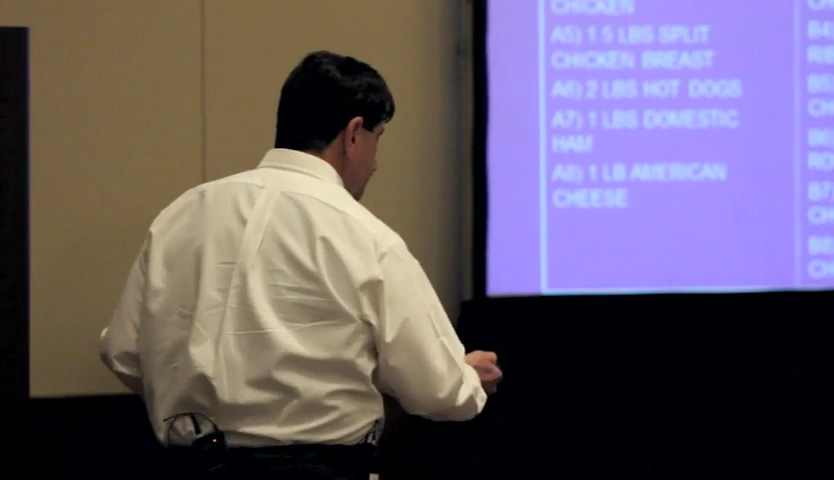 CHICKEN
A5) 1.5 LBS SPLIT
CHICKEN BREAST
A6) 2 LBS HOT DOGS
A7) 1 LBS DOMESTIC
HAM
A8) 1 LB AMERICAN
CHEESE